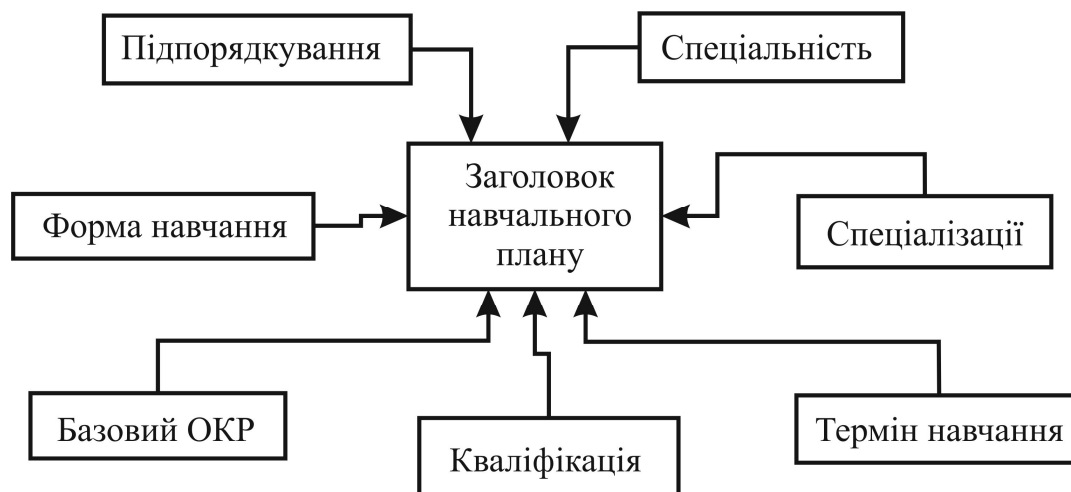 Підпорядкування
Спеціальність
Заголовок
навчального
плану
Форма навчання
Спеціалізації
Базовий ОКР
Кваліфікація
Термін навчання